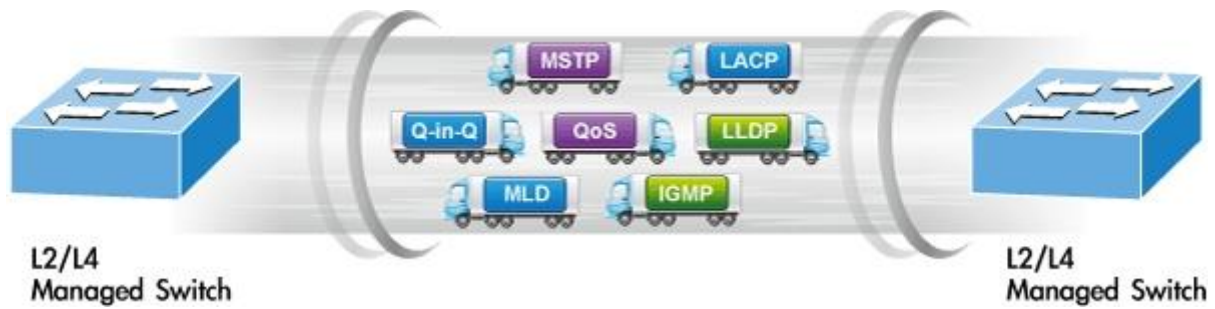 MSTP
LACP
Q-in-Q
QoS
LLDP
MLD
IGMP
L2/L4
Managed Switch
L2/L4
Managed Switch